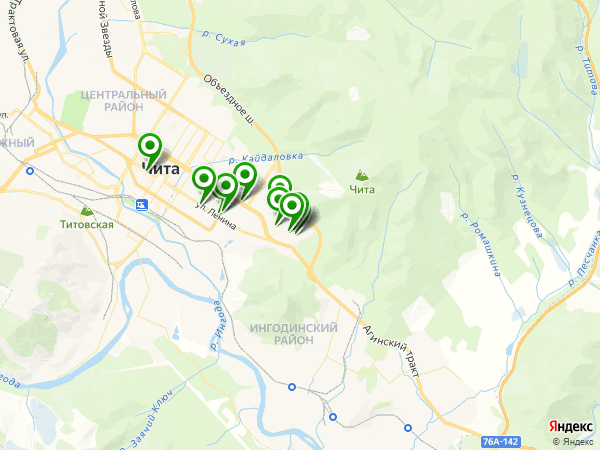 Трактовая ул.
ной Звезды
р. Сухая
р. Титова
ЦЕНТРАЛЬНЫЙ
РАЙОН
Объездное ш.
ул.
ЖНЫЙ
р. Кайдаловка
Чита
Чита
р. Кузнецова
Титовская
ул. Ленина
р. Ромашкина
р. Песчанка
р. Ингода
ИНГОДИНСКИЙ
РАЙОН
Агинский тракт
года
р. Заячий Ключ
76А-142
Яндекс
© Яндекс